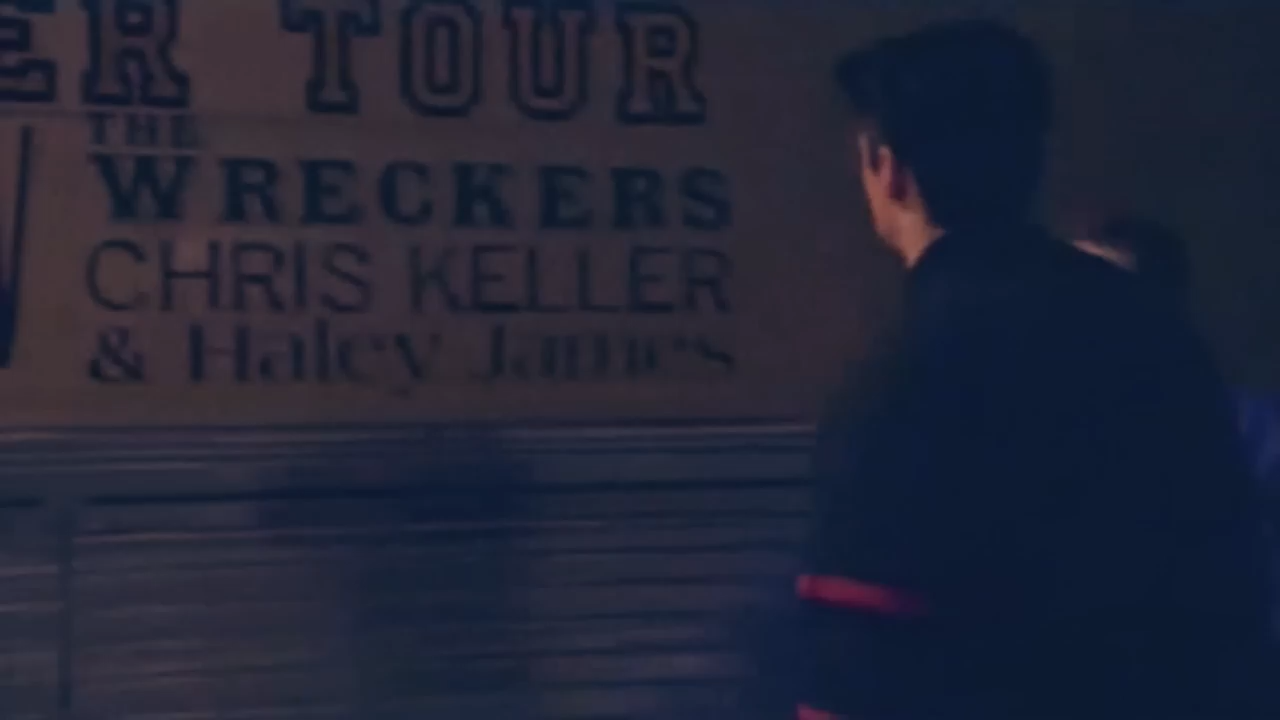 ER TOUR
THE
WRECKERS
CHRIS KELLER
& Haley James